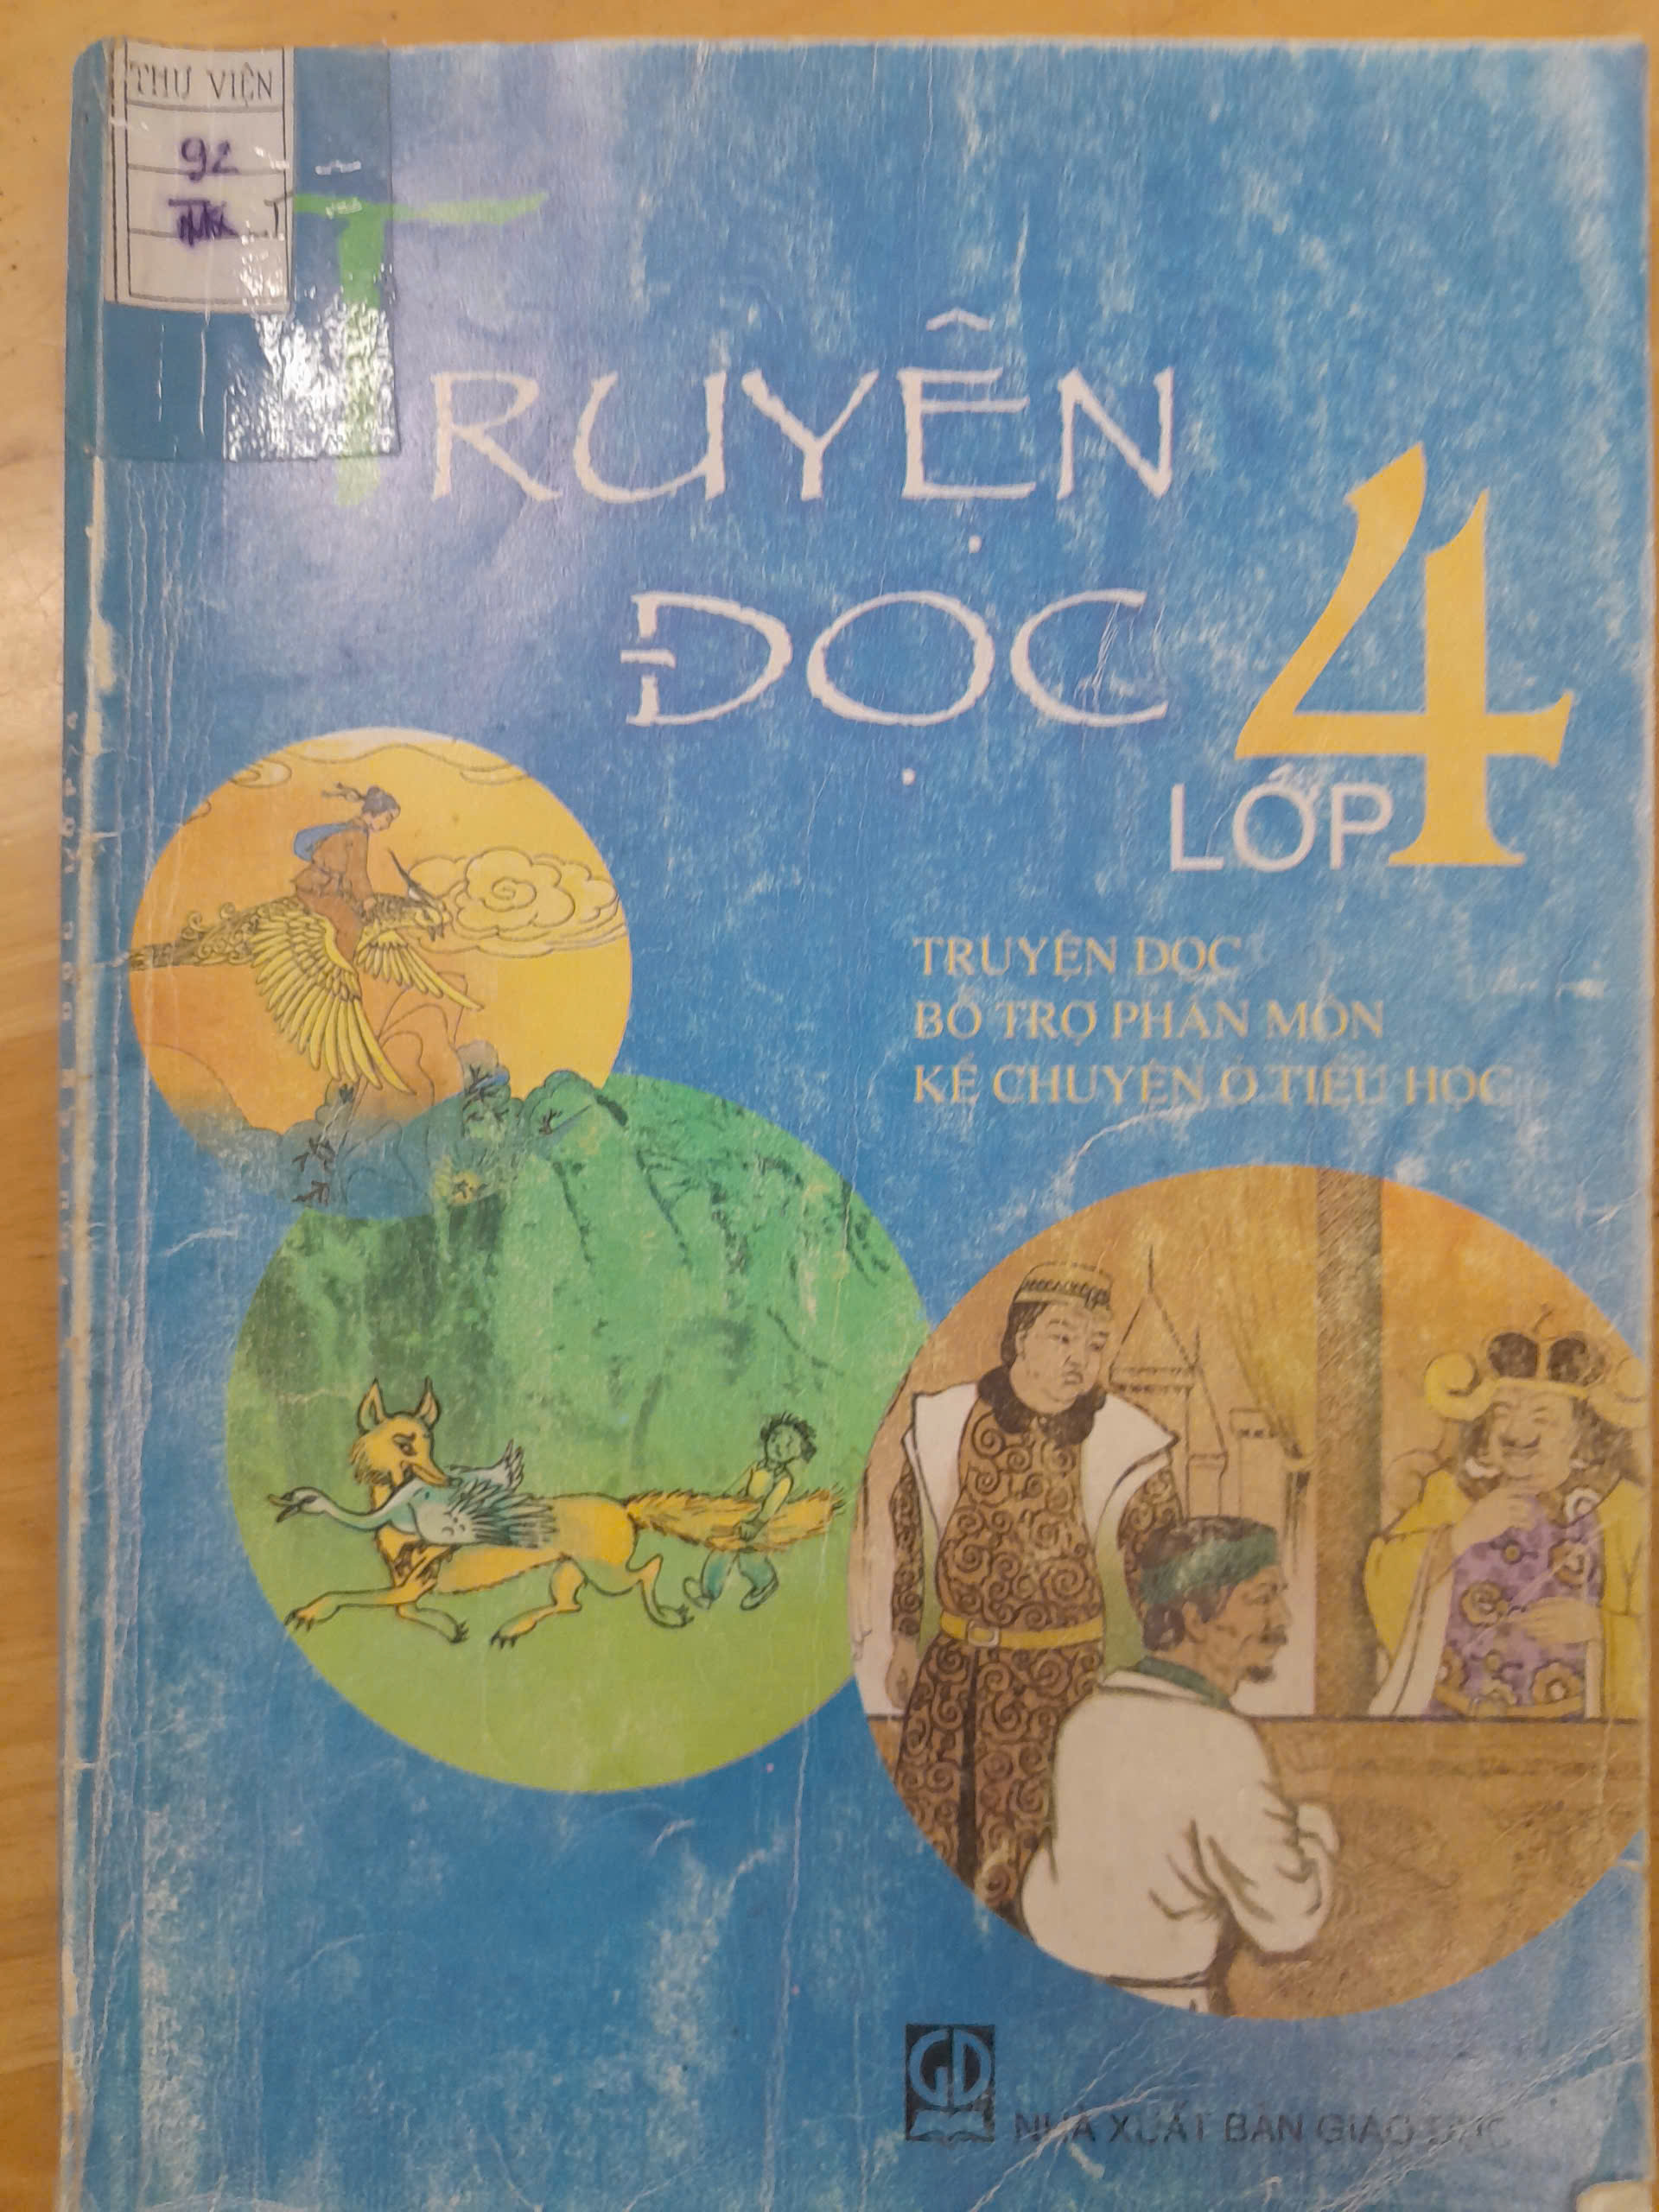 THƯ VIỆN
92
TRUYỆN
ĐỌC
4
LỚP
TRUYỆN ĐỌC
BỔ TRỢ PHÂN MÔN
KỂ CHUYỆN Ở TIỂU HỌC
GD
NHÀ XUẤT BẢN GIÁO DỤC